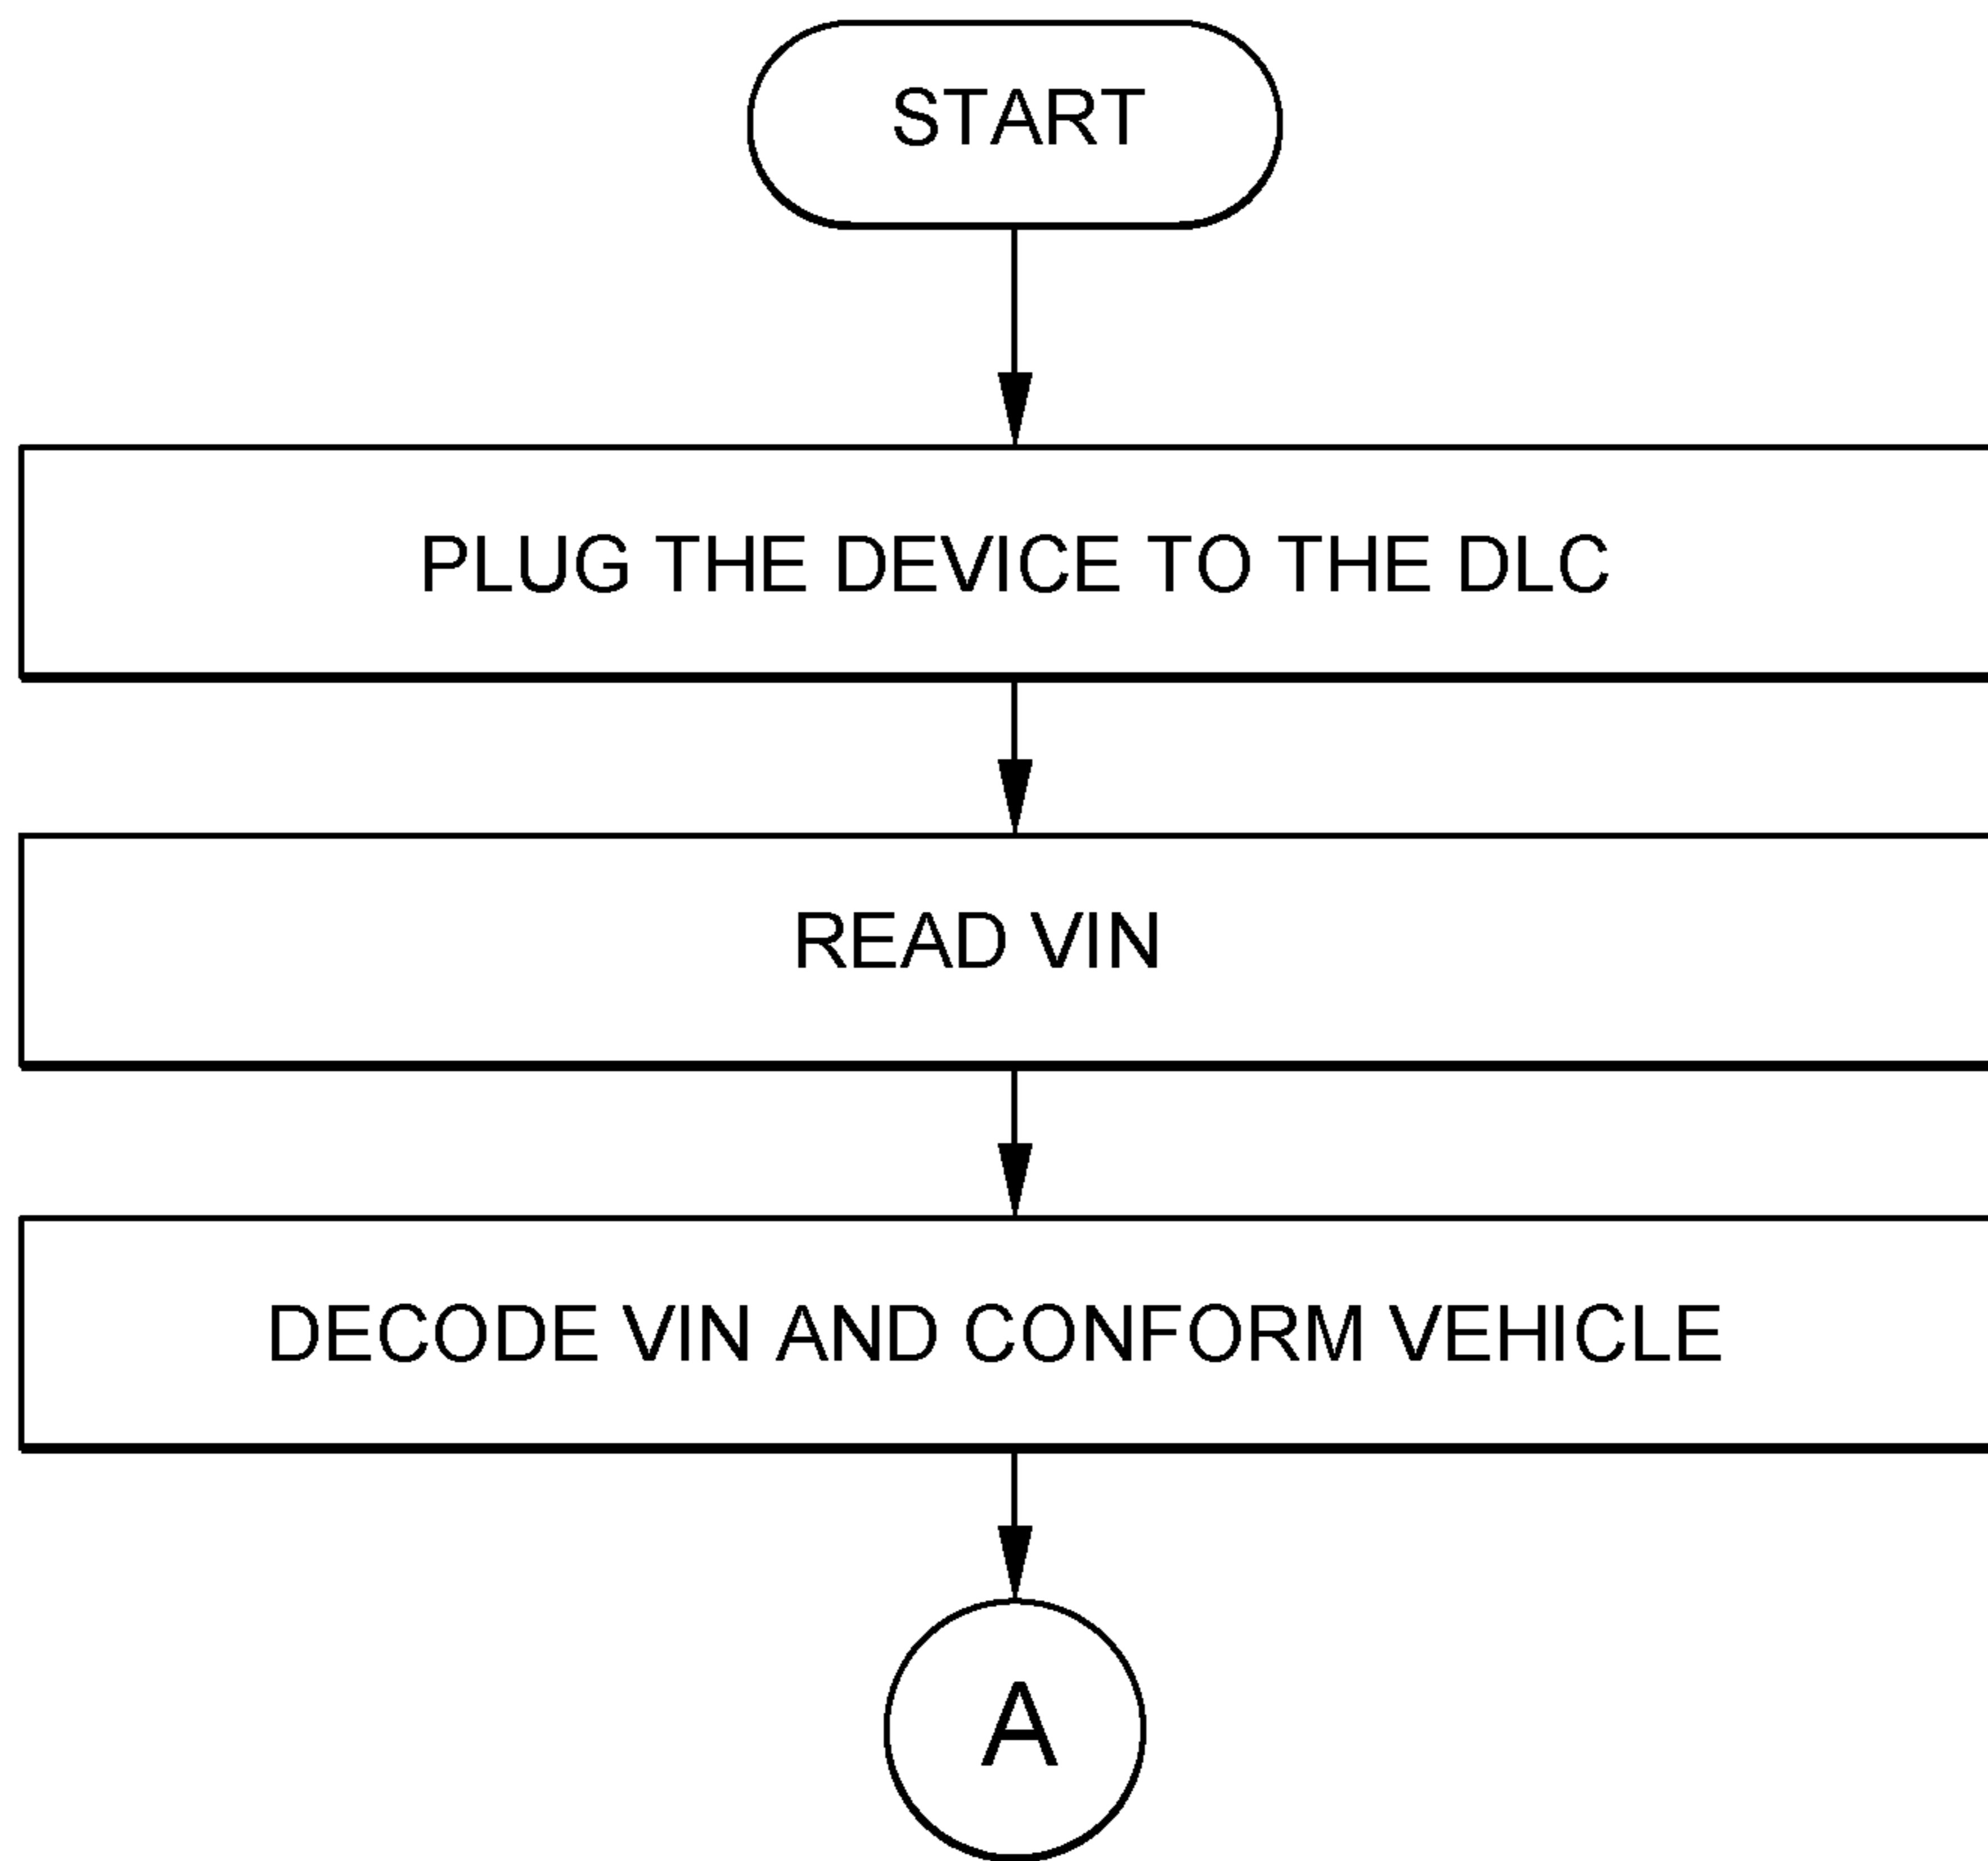 START
PLUG THE DEVICE TO THE DLC
READ VIN
DECODE VIN AND CONFORM VEHICLE
A